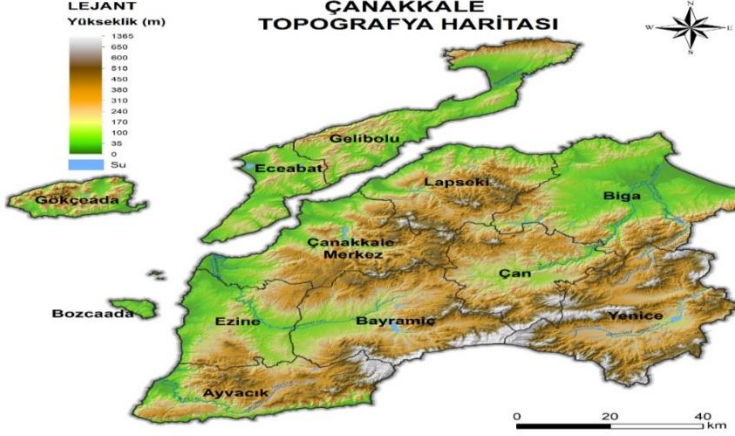 LEJANT
Yükseklik (m)
1365
650
600
510
450
380
310
240
170
100
35
0
Su
ÇANAKKALE
TOPOGRAFYA HARİTASI
N
W
E
S
Gelibolu
Eceabat
Lapseki
Gökçeada
Biga
Çanakkale
Merkez
Çan
Bozcaada
Ezine
Bayramiç
Yenice
Ayvacık
0 20 40
km